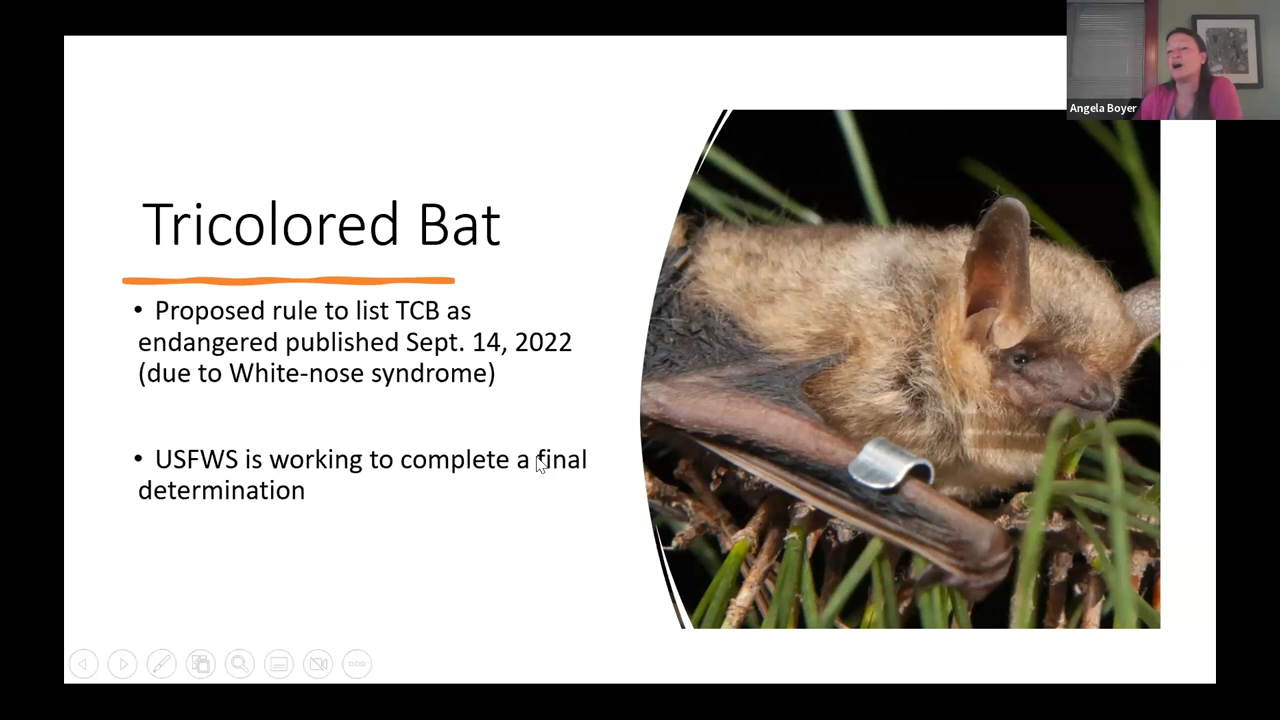 Angela Boyer
Tricolored Bat
• Proposed rule to list TCB as
endangered published Sept. 14, 2022
(due to White-nose syndrome)
• USFWS is working to complete a final
determination